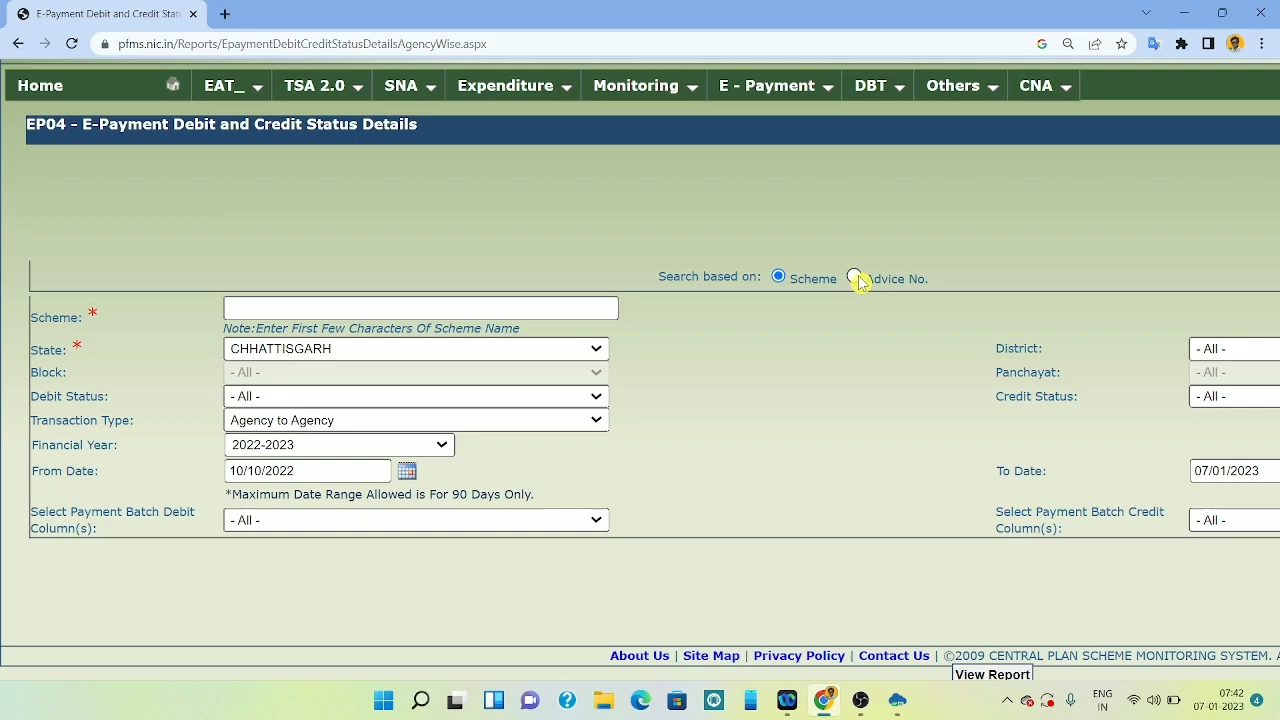 E-Payment Debit and Credit Statu
pfms.nic.in/Reports/EpaymentDebitCreditStatusDetailsAgencyWise.aspx
Home EAT_ TSA 2.0 SNA Expenditure Monitoring E - Payment DBT Others CNA
EP04 - E-Payment Debit and Credit Status Details
Search based on: Scheme Advice No.
Scheme: *
Note:Enter First Few Characters Of Scheme Name
State: * CHHATTISGARH District: - All -
Block: - All - Panchayat: - All -
Debit Status: - All - Credit Status: - All -
Transaction Type: Agency to Agency
Financial Year: 2022-2023
From Date: 10/10/2022 To Date: 07/01/2023
*Maximum Date Range Allowed is For 90 Days Only.
Select Payment Batch Debit Select Payment Batch Credit
Column(s): - All - Column(s): - All -
About Us | Site Map | Privacy Policy | Contact Us | ©2009 CENTRAL PLAN SCHEME MONITORING SYSTEM. A
View Report
ENG 07:42
IN 07-01-2023 4